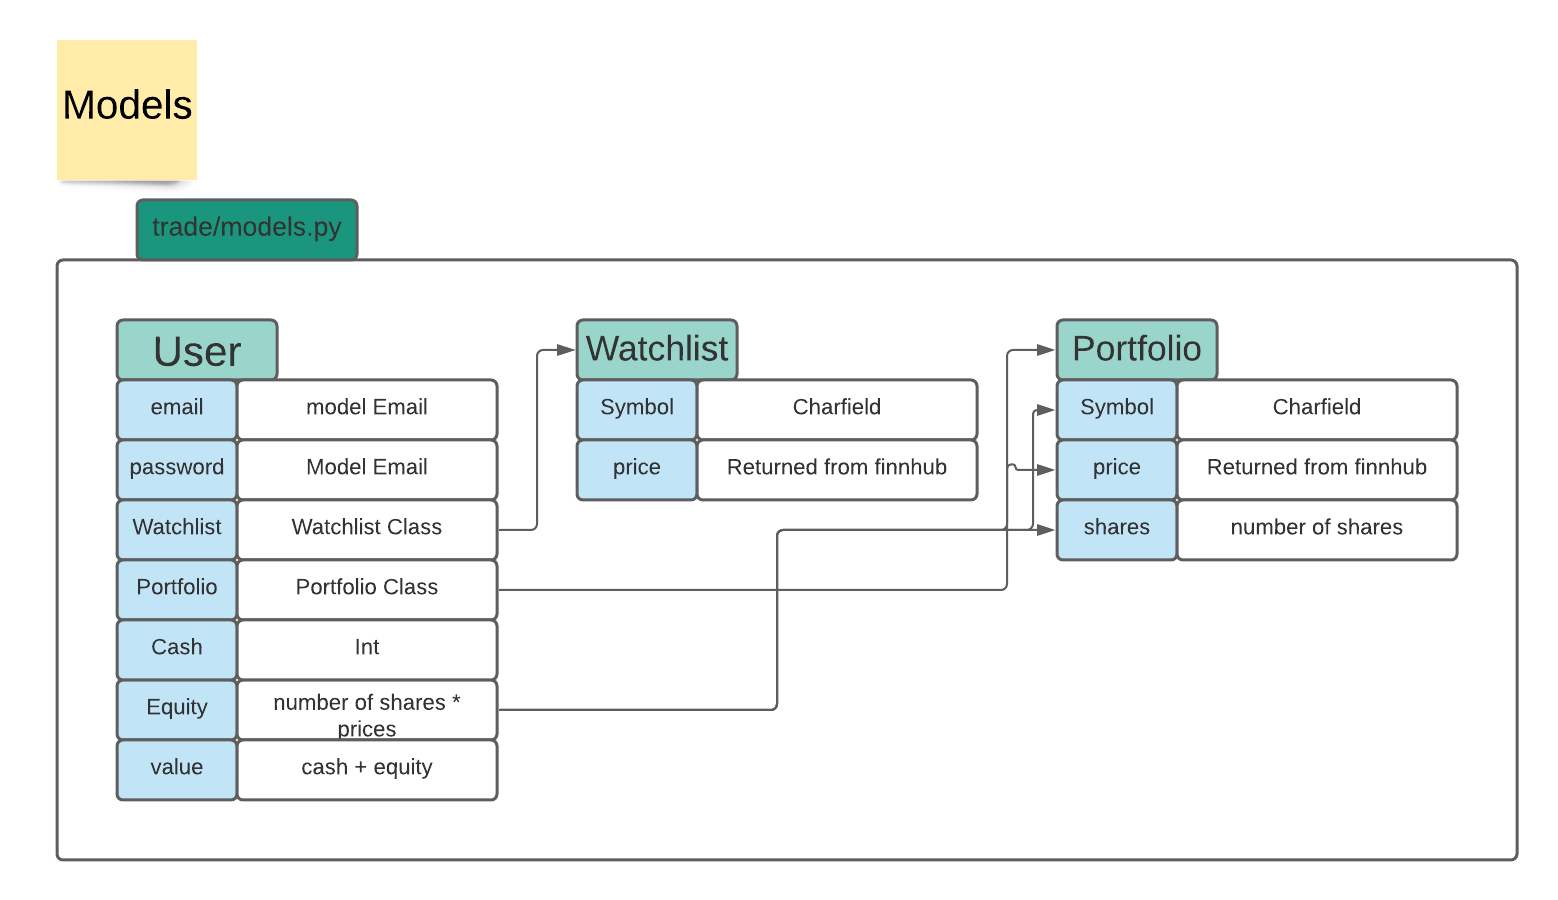 Models
trade/models.py
User
email
model Email
password
Model Email
Watchlist
Watchlist Class
Portfolio
Portfolio Class
Cash
Int
Equity
number of shares *
prices
value
cash + equity
Watchlist
Symbol
Charfield
price
Returned from finnhub
Portfolio
Symbol
Charfield
price
Returned from finnhub
shares
number of shares